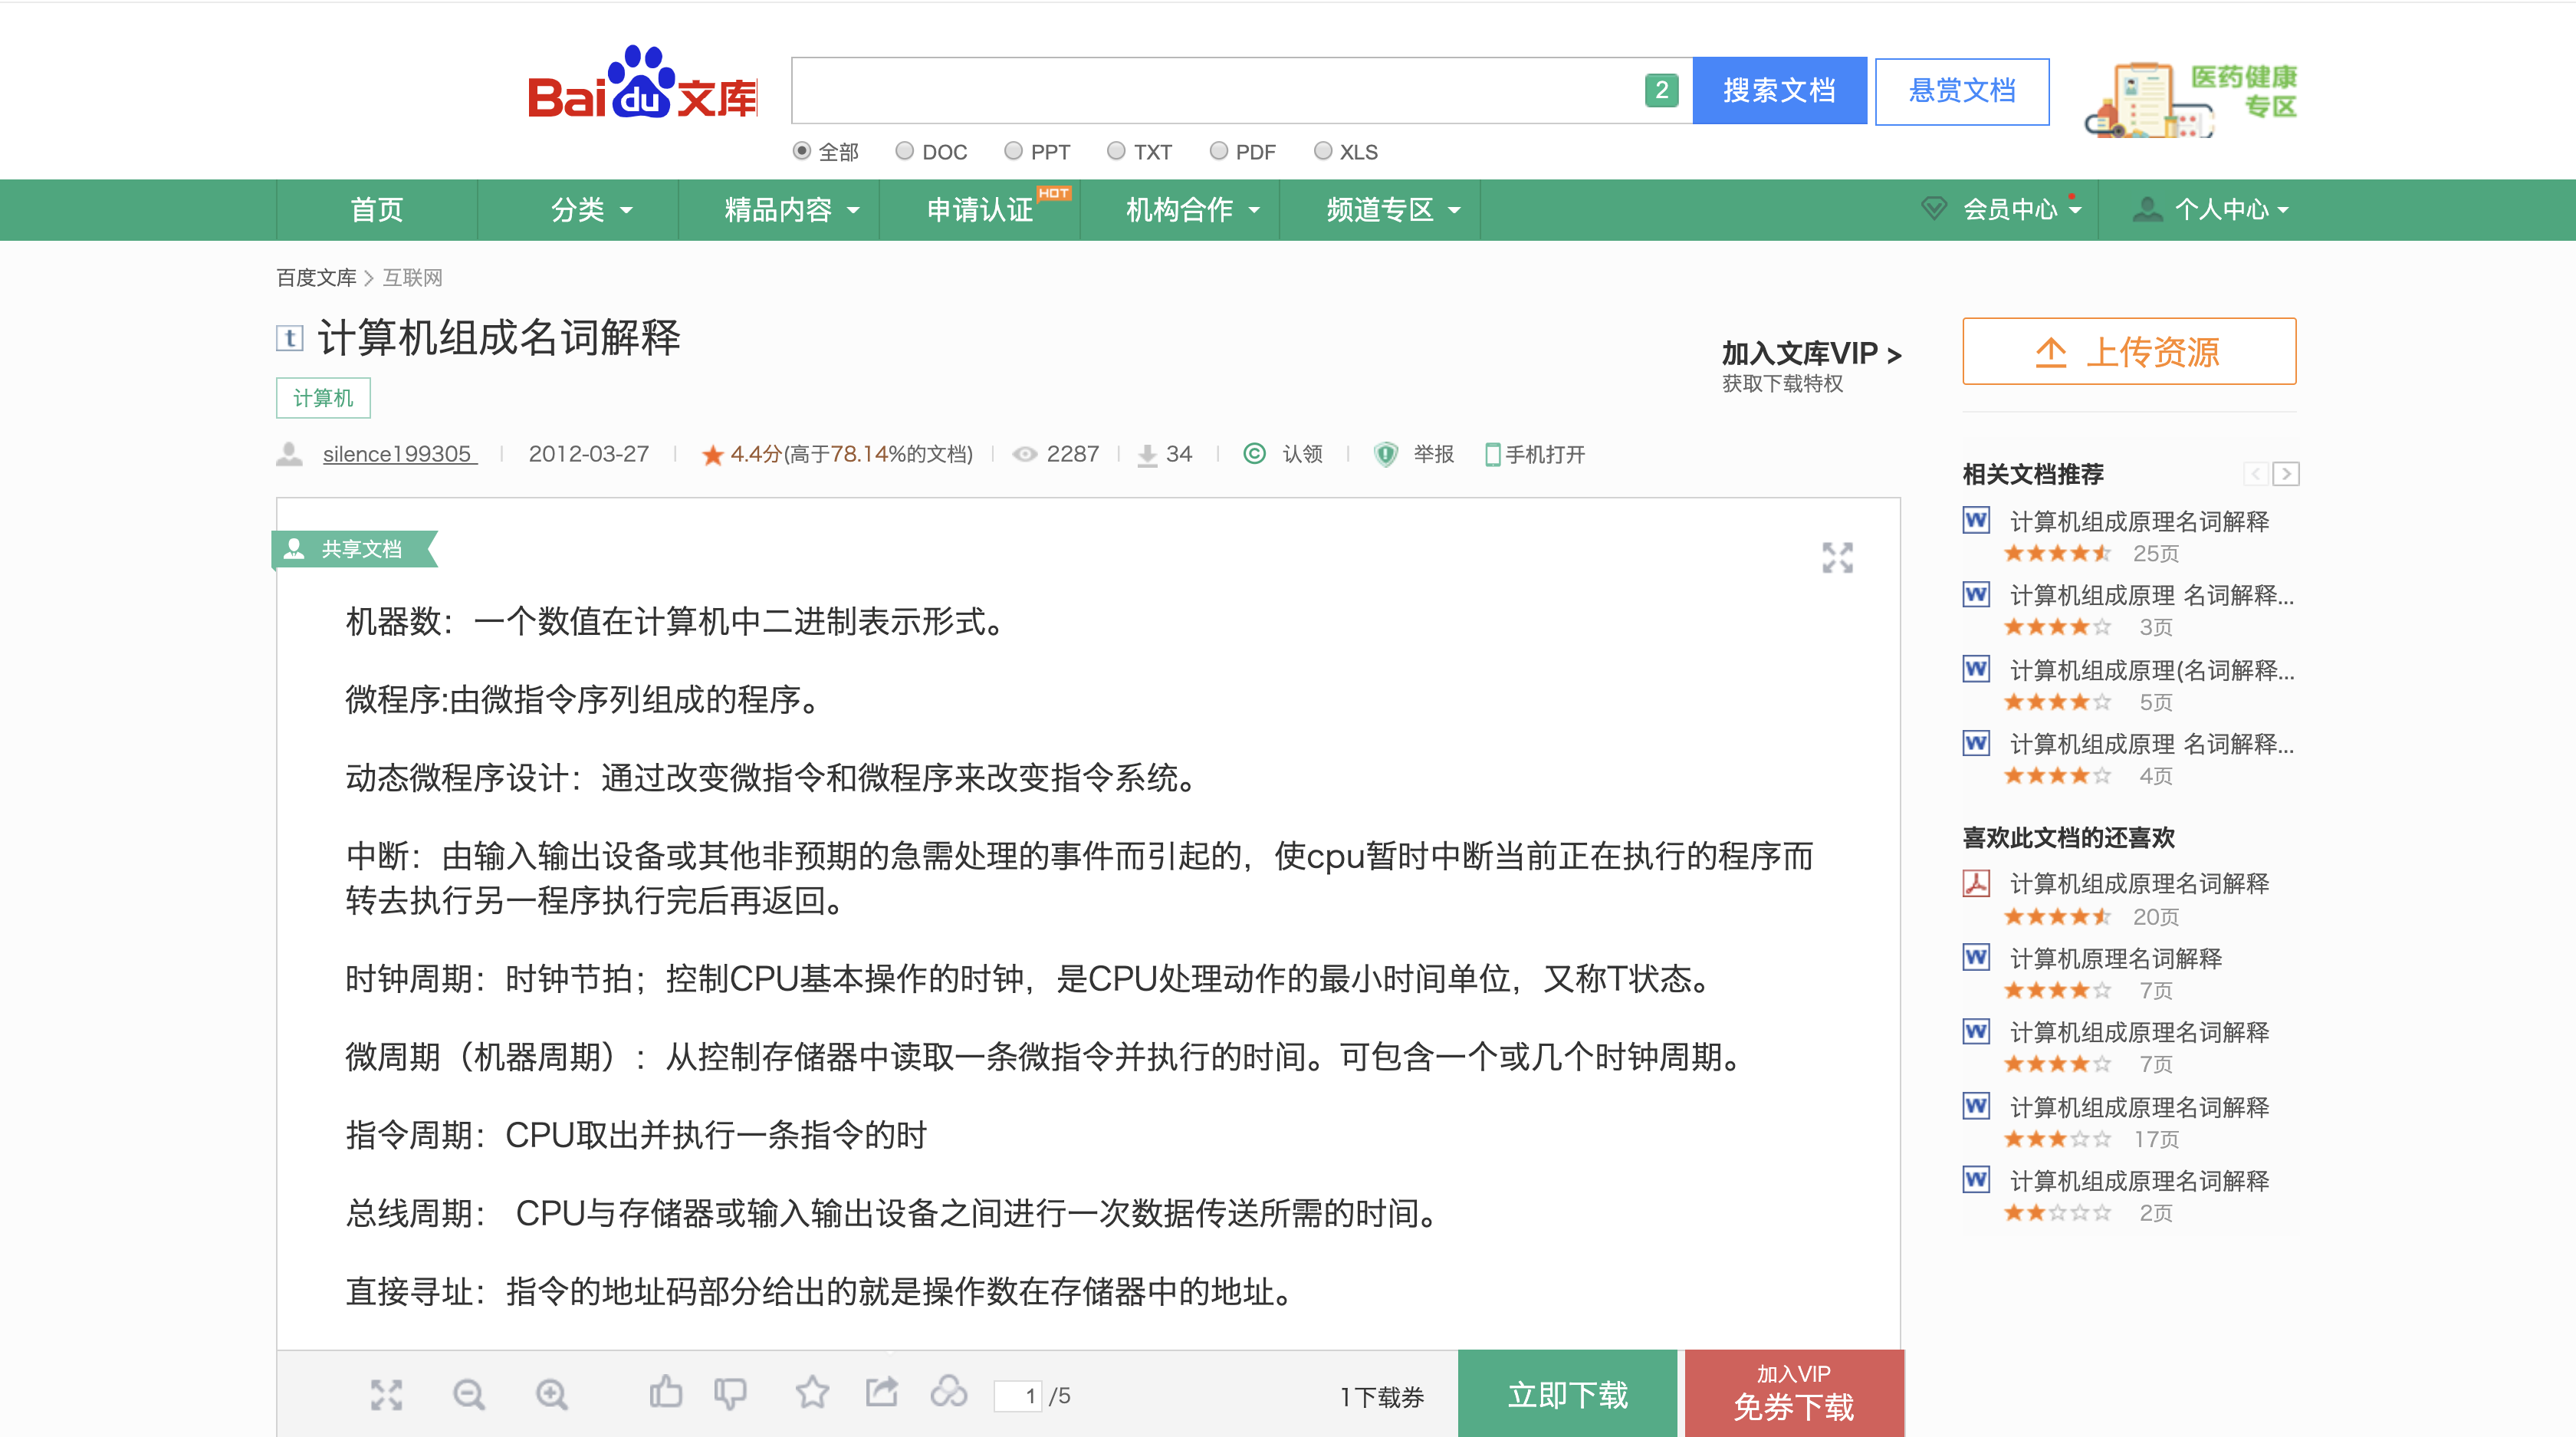 Baidu文库
2
搜索文档
悬赏文档
医药健康
专区
全部 DOC PPT TXT PDF XLS
首页 分类 精品内容 申请认证 HOT 机构合作 频道专区 会员中心 个人中心
百度文库 > 互联网
t 计算机组成名词解释
计算机
加入文库VIP >
获取下载特权
上传资源
silence199305 2012-03-27 4.4分(高于78.14%的文档) 2287 34 认领 举报 手机打开
共享文档
机器数：一个数值在计算机中二进制表示形式。
微程序:由微指令序列组成的程序。
动态微程序设计：通过改变微指令和微程序来改变指令系统。
中断：由输入输出设备或其他非预期的急需处理的事件而引起的，使cpu暂时中断当前正在执行的程序而
转去执行另一程序执行完后再返回。
时钟周期：时钟节拍；控制CPU基本操作的时钟，是CPU处理动作的最小时间单位，又称T状态。
微周期（机器周期）：从控制存储器中读取一条微指令并执行的时间。可包含一个或几个时钟周期。
指令周期：CPU取出并执行一条指令的时
总线周期： CPU与存储器或输入输出设备之间进行一次数据传送所需的时间。
直接寻址：指令的地址码部分给出的就是操作数在存储器中的地址。
相关文档推荐
计算机组成原理名词解释
25页
计算机组成原理 名词解释...
3页
计算机组成原理(名词解释...
5页
计算机组成原理 名词解释...
4页
喜欢此文档的还喜欢
计算机组成原理名词解释
20页
计算机原理名词解释
7页
计算机组成原理名词解释
7页
计算机组成原理名词解释
17页
计算机组成原理名词解释
2页
1 /5
1下载券
立即下载
加入VIP
免券下载